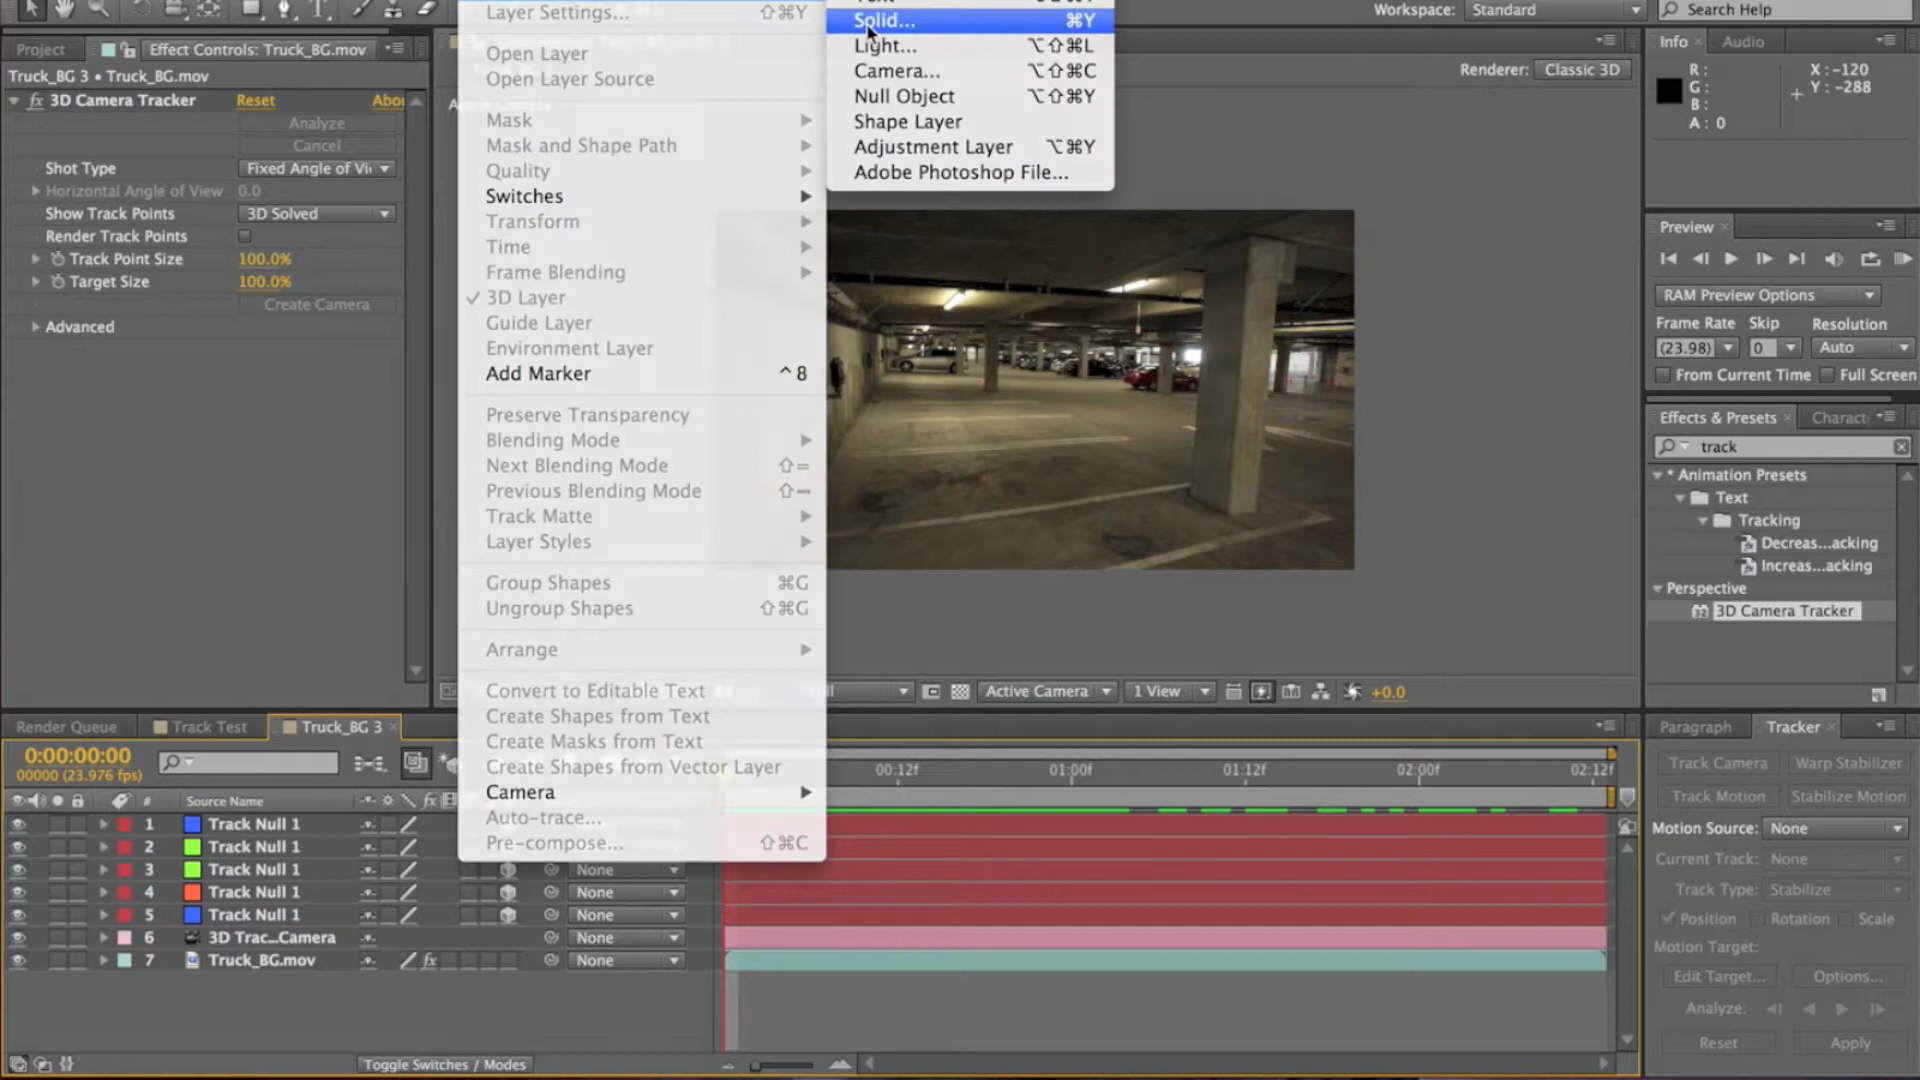 Layer Settings... ⇧⌘Y
Solid... ⌘Y
Workspace: Standard
Search Help
Project
Effect Controls: Truck_BG.mov
Open Layer
Light... ⌥⇧⌘L
Info
Audio
Truck_BG 3 • Truck_BG.mov
Open Layer Source
Camera... ⌥⇧⌘C
Renderer: Classic 3D
R:
G:
B:
A: 0
X: -120
Y: -288
3D Camera Tracker Reset Abou
Null Object ⌥⇧⌘Y
Analyze
Mask
Shape Layer
Cancel
Mask and Shape Path
Adjustment Layer ⌥⌘Y
Shot Type Fixed Angle of Vi
Quality
Adobe Photoshop File...
Horizontal Angle of View 0.0
Switches
Show Track Points 3D Solved
Transform
Preview
Render Track Points
Time
Track Point Size 100.0%
Frame Blending
Target Size 100.0%
3D Layer
RAM Preview Options
Create Camera
Guide Layer
Frame Rate Skip Resolution
Advanced
Environment Layer
(23.98) 0 Auto
Add Marker ^8
From Current Time Full Screen
Preserve Transparency
Effects & Presets
Charact
Blending Mode
track
Next Blending Mode ⇧=
* Animation Presets
Previous Blending Mode ⇧−
Text
Track Matte
Tracking
Layer Styles
Decreas...acking
Increas...acking
Group Shapes ⌘G
Perspective
Ungroup Shapes ⇧⌘G
3D Camera Tracker
Arrange
Convert to Editable Text
Active Camera 1 View +0.0
Create Shapes from Text
Render Queue
Track Test
Truck_BG 3
Paragraph
Tracker
Create Masks from Text
0:00:00:00
00000 (23.976 fps)
Create Shapes from Vector Layer
00:12f 01:00f 01:12f 02:00f 02:12f
Track Camera Warp Stabilizer
Camera
Track Motion Stabilize Motion
# Source Name fx
Auto-trace...
1 Track Null 1
Motion Source: None
Pre-compose... ⇧⌘C
2 Track Null 1
Current Track: None
3 Track Null 1 None
Track Type: Stabilize
4 Track Null 1 None
5 Track Null 1 None
Position Rotation Scale
6 3D Trac...Camera None
Motion Target:
7 Truck_BG.mov fx None
Edit Target... Options...
Analyze:
Reset Apply
Toggle Switches / Modes